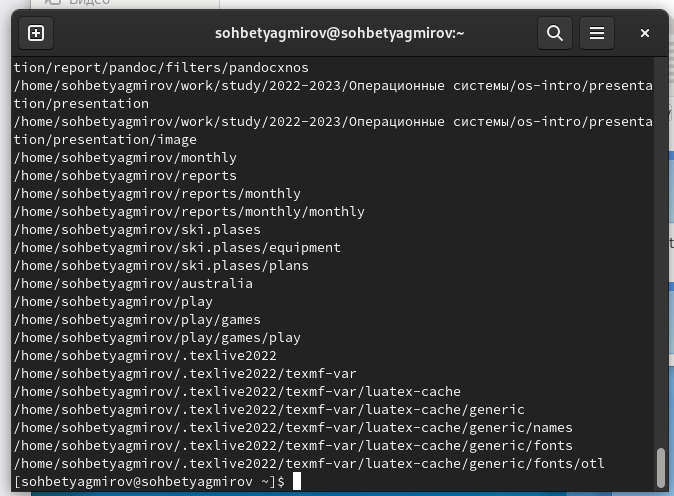 Видео
sohbetyagmirov@sohbetyagmirov:~
tion/report/pandoc/filters/pandocxnos
/home/sohbetyagmirov/work/study/2022-2023/Операционные системы/os-intro/presenta
tion/presentation
/home/sohbetyagmirov/work/study/2022-2023/Операционные системы/os-intro/presenta
tion/presentation/image
/home/sohbetyagmirov/monthly
/home/sohbetyagmirov/reports
/home/sohbetyagmirov/reports/monthly
/home/sohbetyagmirov/reports/monthly/monthly
/home/sohbetyagmirov/ski.plases
/home/sohbetyagmirov/ski.plases/equipment
/home/sohbetyagmirov/ski.plases/plans
/home/sohbetyagmirov/australia
/home/sohbetyagmirov/play
/home/sohbetyagmirov/play/games
/home/sohbetyagmirov/play/games/play
/home/sohbetyagmirov/.texlive2022
/home/sohbetyagmirov/.texlive2022/texmf-var
/home/sohbetyagmirov/.texlive2022/texmf-var/luatex-cache
/home/sohbetyagmirov/.texlive2022/texmf-var/luatex-cache/generic
/home/sohbetyagmirov/.texlive2022/texmf-var/luatex-cache/generic/names
/home/sohbetyagmirov/.texlive2022/texmf-var/luatex-cache/generic/fonts
/home/sohbetyagmirov/.texlive2022/texmf-var/luatex-cache/generic/fonts/otl
[sohbetyagmirov@sohbetyagmirov ~]$